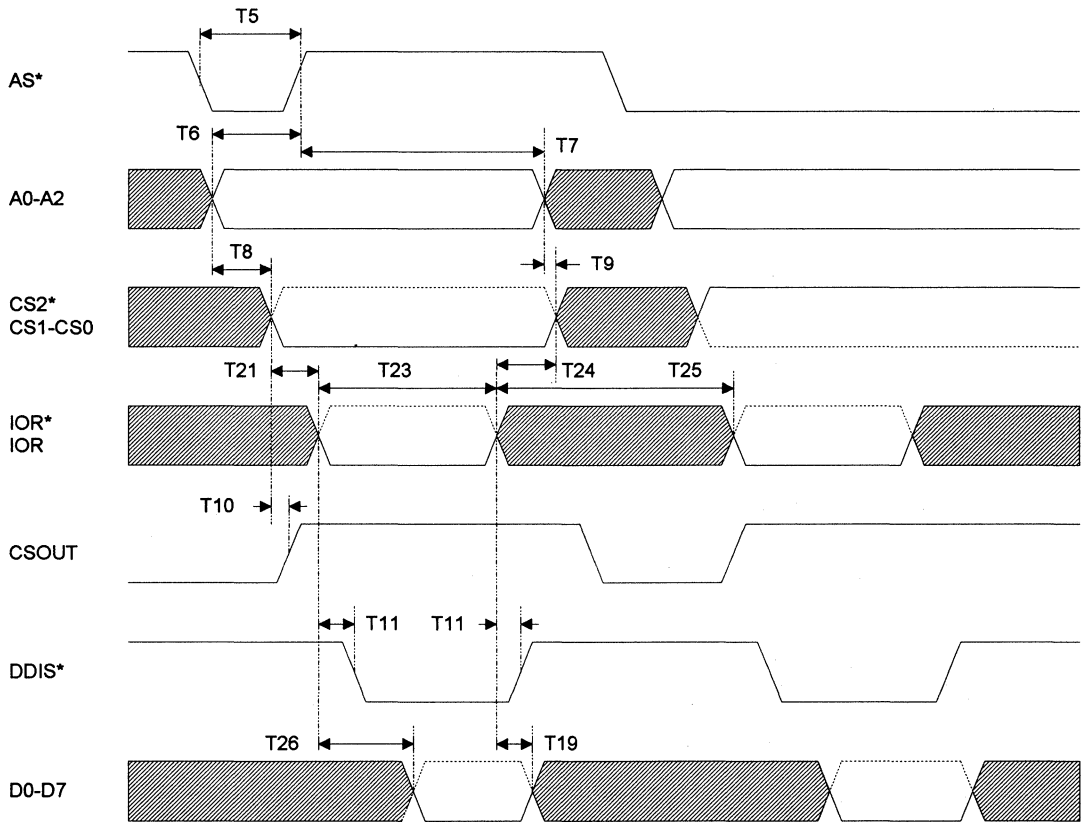 T5
AS*
T6
T7
A0-A2
T8
T9
CS2*
CS1-CS0
T21
T23
T24
T25
IOR*
IOR
T10
CSOUT
T11
T11
DDIS*
T26
T19
D0-D7